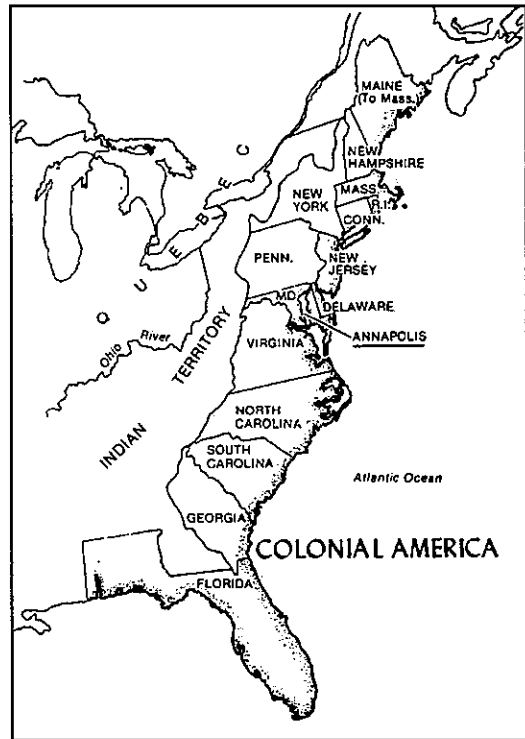 MAINE
(To Mass.)
NEW
HAMPSHIRE
NEW
YORK
MASS.
R.I.
CONN.
QUEBEC
PENN.
NEW
JERSEY
MD.
DELAWARE
ANNAPOLIS
VIRGINIA
Ohio River
INDIAN TERRITORY
NORTH
CAROLINA
SOUTH
CAROLINA
Atlantic Ocean
GEORGIA
COLONIAL AMERICA
FLORIDA